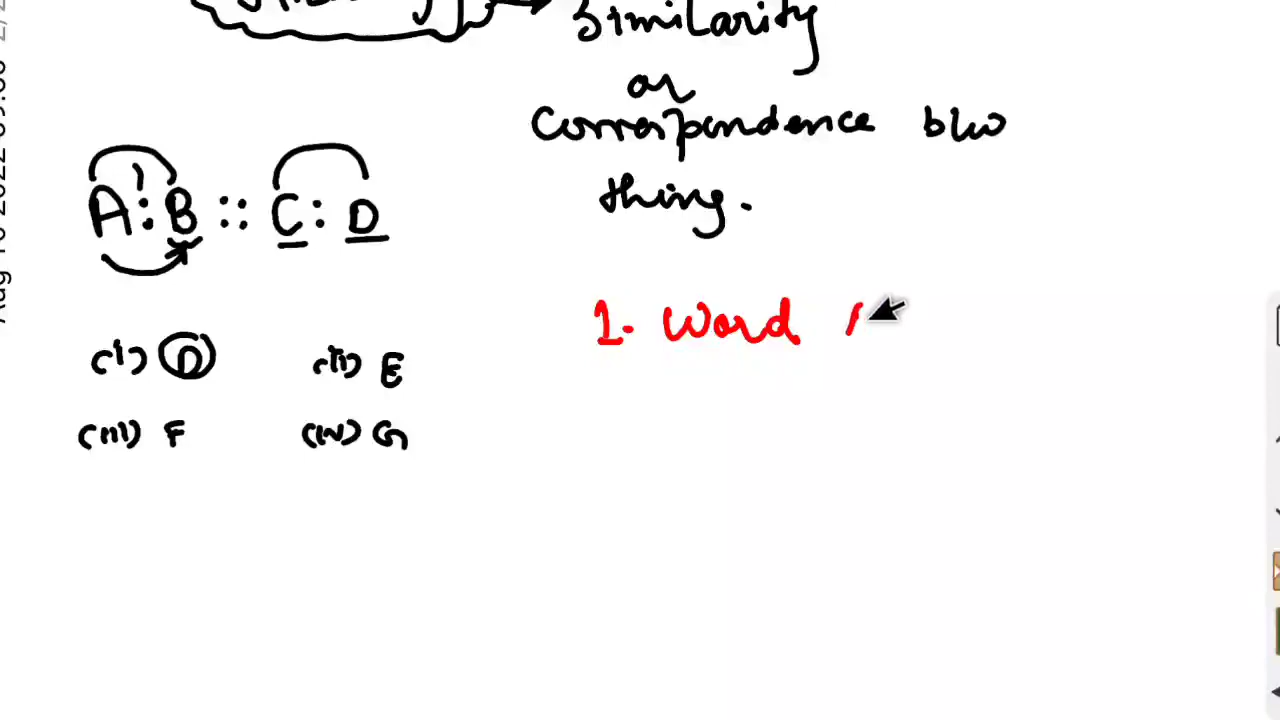 Similarity
or
Correspondence b/w
thing.
A : B :: C : D
(i) D (ii) E
(iii) F (iv) G
1. Word